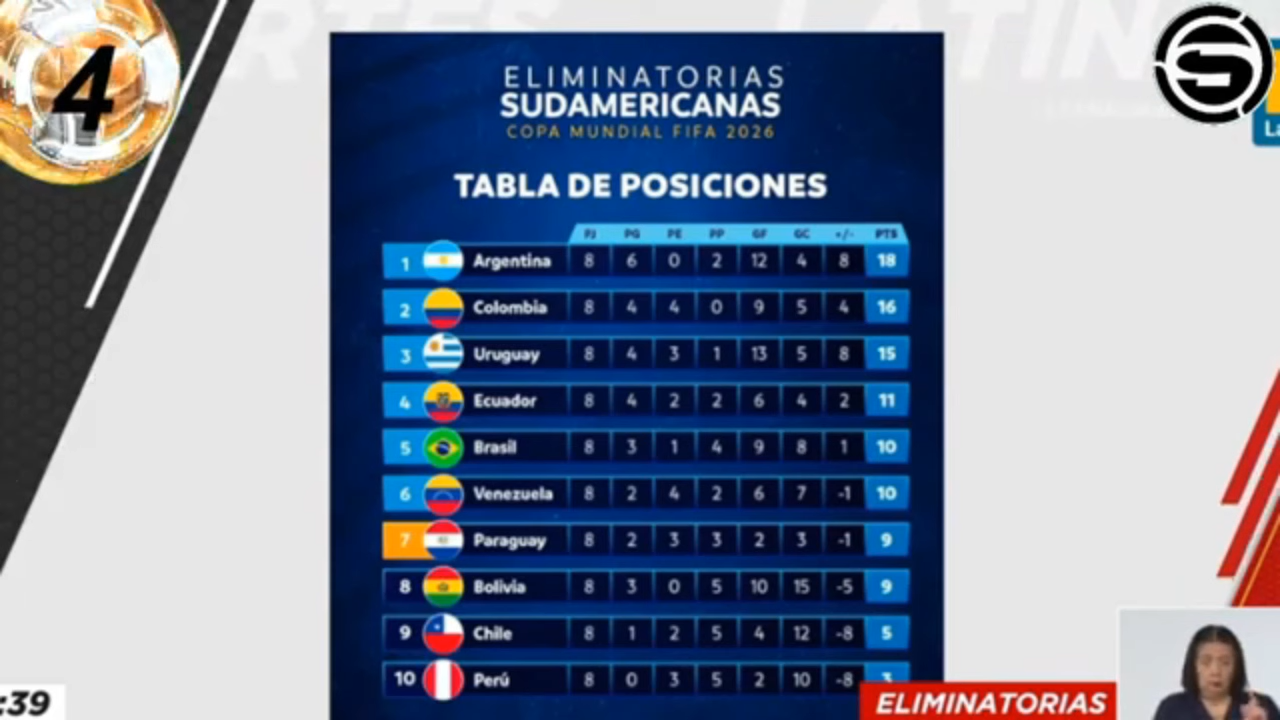 4
ELIMINATORIAS
SUDAMERICANAS
COPA MUNDIAL FIFA 2026
TABLA DE POSICIONES
PJ PG PE PP GF GC +/- PTS
1 Argentina 8 6 0 2 12 4 8 18
2 Colombia 8 4 4 0 9 5 4 16
3 Uruguay 8 4 3 1 13 5 8 15
4 Ecuador 8 4 2 2 6 4 2 11
5 Brasil 8 3 1 4 9 8 1 10
6 Venezuela 8 2 4 2 6 7 -1 10
7 Paraguay 8 2 3 3 2 3 -1 9
8 Bolivia 8 3 0 5 10 15 -5 9
9 Chile 8 1 2 5 4 12 -8 5
10 Perú 8 0 3 5 2 10 -8 3
:39
ELIMINATORIAS